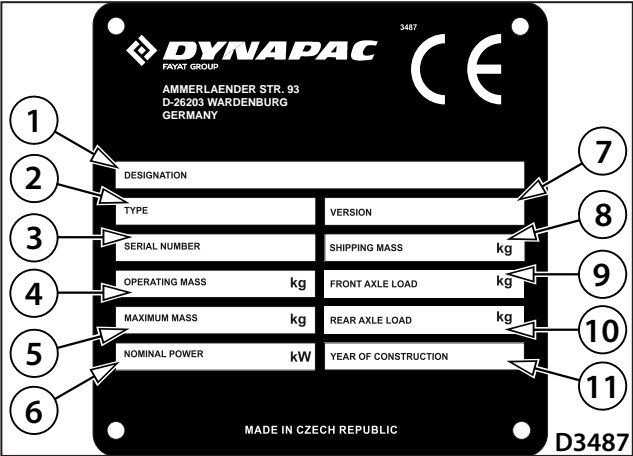 3487
DYNAPAC
FAYAT GROUP
CE
AMMERLAENDER STR. 93
D-26203 WARDENBURG
GERMANY
1
DESIGNATION
7
2
TYPE
VERSION
8
3
SERIAL NUMBER
SHIPPING MASS kg
9
4
OPERATING MASS kg
FRONT AXLE LOAD kg
10
5
MAXIMUM MASS kg
REAR AXLE LOAD kg
11
6
NOMINAL POWER kW
YEAR OF CONSTRUCTION
MADE IN CZECH REPUBLIC
D3487